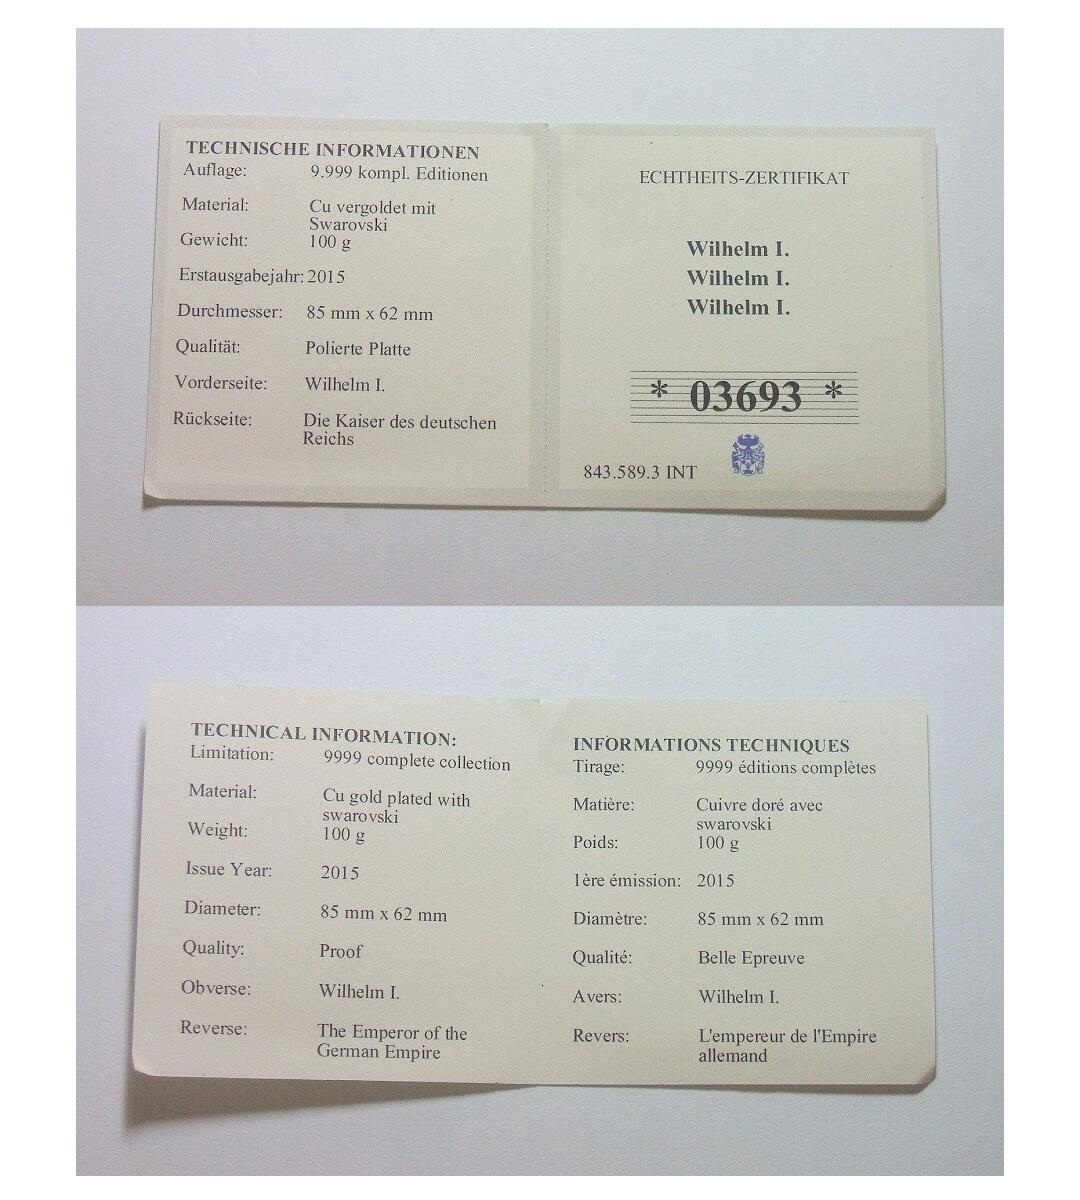 TECHNISCHE INFORMATIONEN
Auflage: 9.999 kompl. Editionen
Material: Cu vergoldet mit
Swarovski
Gewicht: 100 g
Erstausgabejahr: 2015
Durchmesser: 85 mm x 62 mm
Qualität: Polierte Platte
Vorderseite: Wilhelm I.
Rückseite: Die Kaiser des deutschen
Reichs
ECHTHEITS-ZERTIFIKAT
Wilhelm I.
Wilhelm I.
Wilhelm I.
* 03693 *
843.589.3 INT
TECHNICAL INFORMATION:
Limitation: 9999 complete collection
Material: Cu gold plated with
swarovski
Weight: 100 g
Issue Year: 2015
Diameter: 85 mm x 62 mm
Quality: Proof
Obverse: Wilhelm I.
Reverse: The Emperor of the
German Empire
INFORMATIONS TECHNIQUES
Tirage: 9999 éditions complètes
Matière: Cuivre doré avec
swarovski
Poids: 100 g
1ère émission: 2015
Diamètre: 85 mm x 62 mm
Qualité: Belle Epreuve
Avers: Wilhelm I.
Revers: L'empereur de l'Empire
allemand